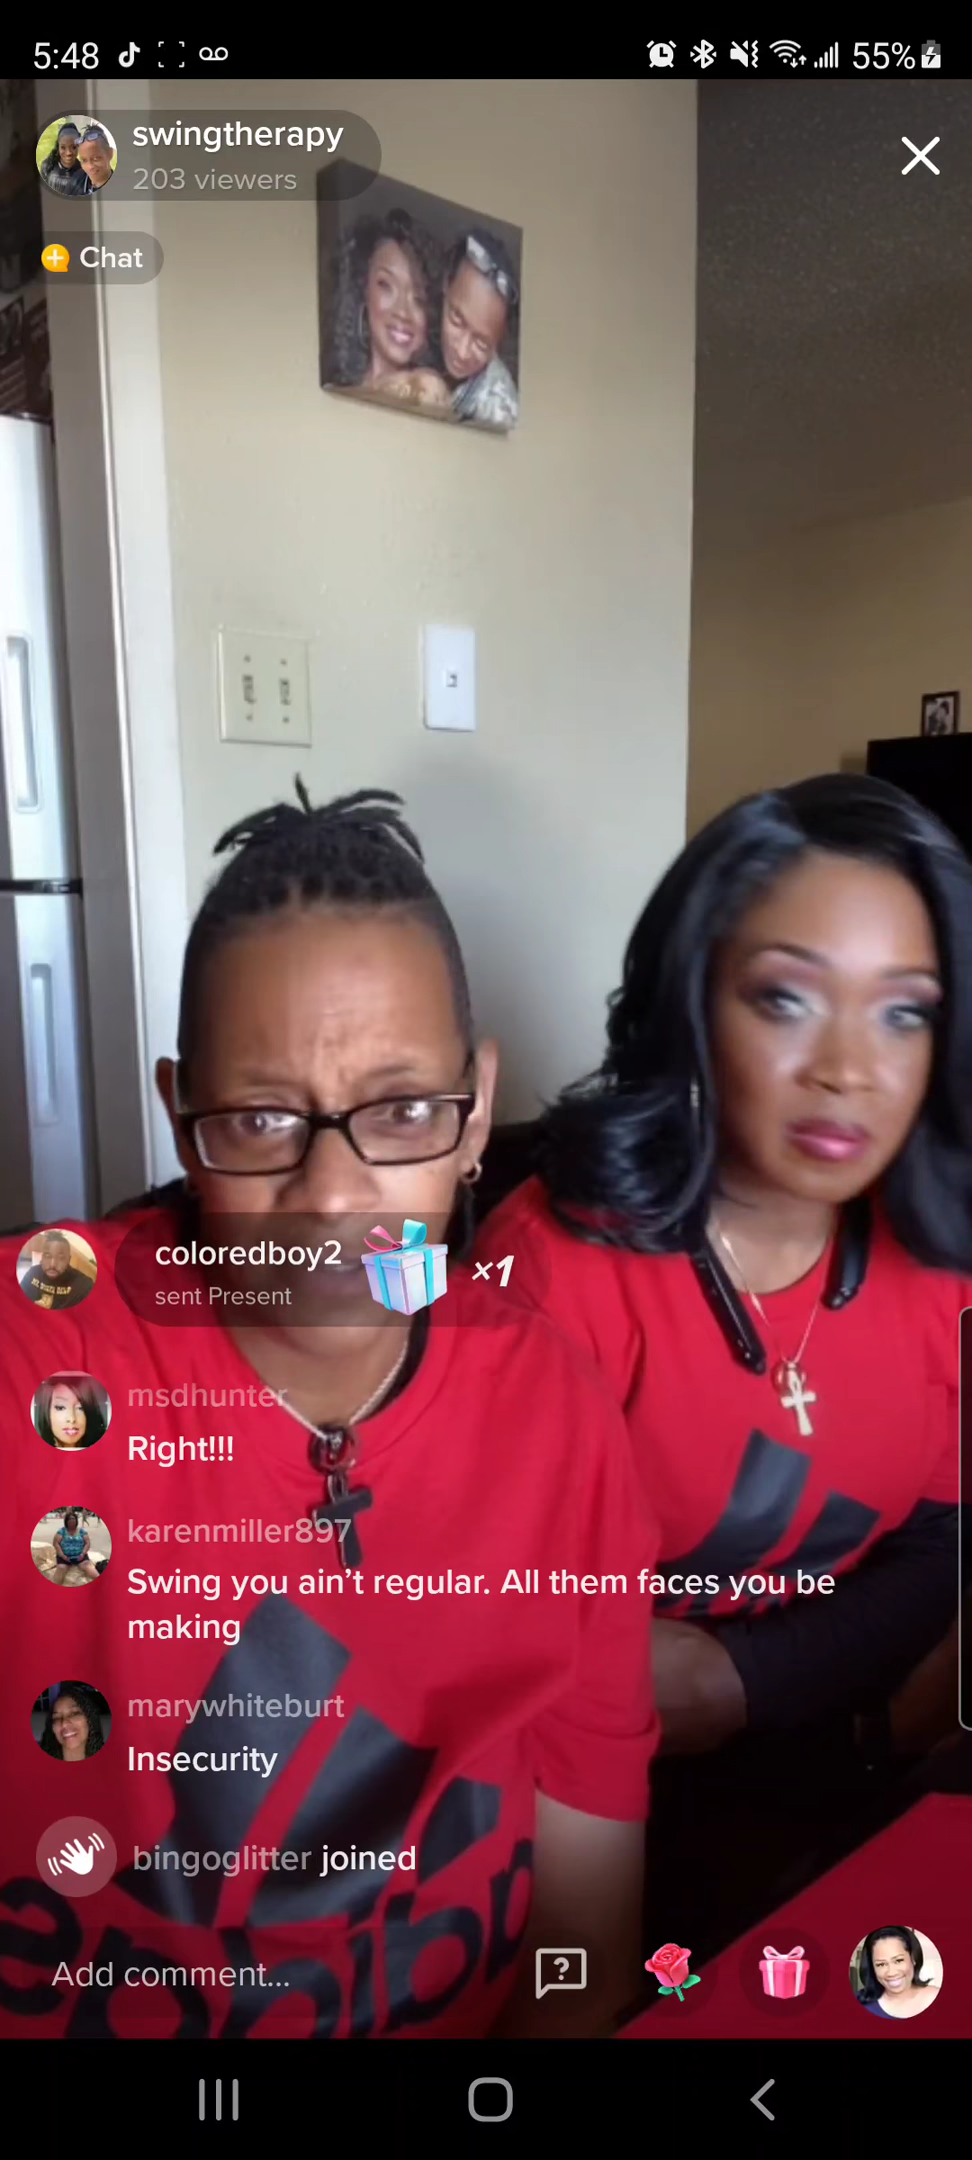 5:48
55%
swingtherapy
203 viewers
Chat
coloredboy2
sent Present
×1
msdhunter
Right!!!
karenmiller897
Swing you ain't regular. All them faces you be
making
marywhiteburt
Insecurity
bingoglitter joined
Add comment...